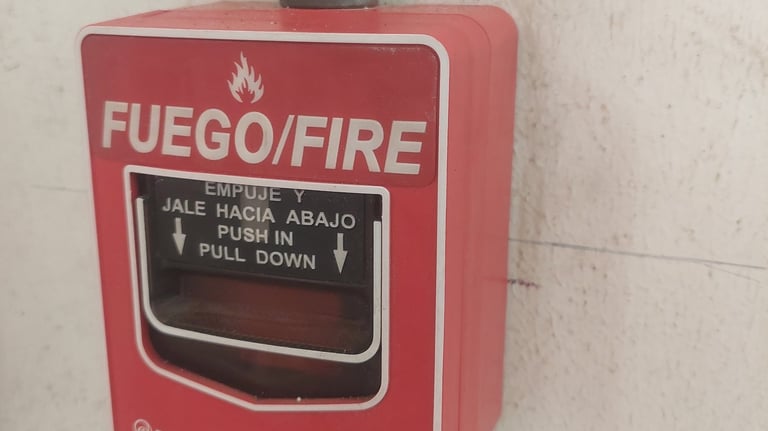 FUEGO/FIRE
EMPUJE Y
JALE HACIA ABAJO
PUSH IN
PULL DOWN